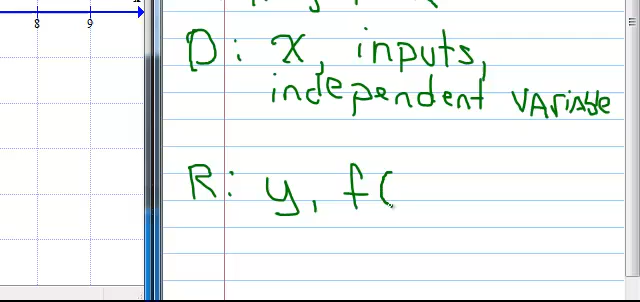 D: x, inputs,
independent variable
R: y, f(
8 9